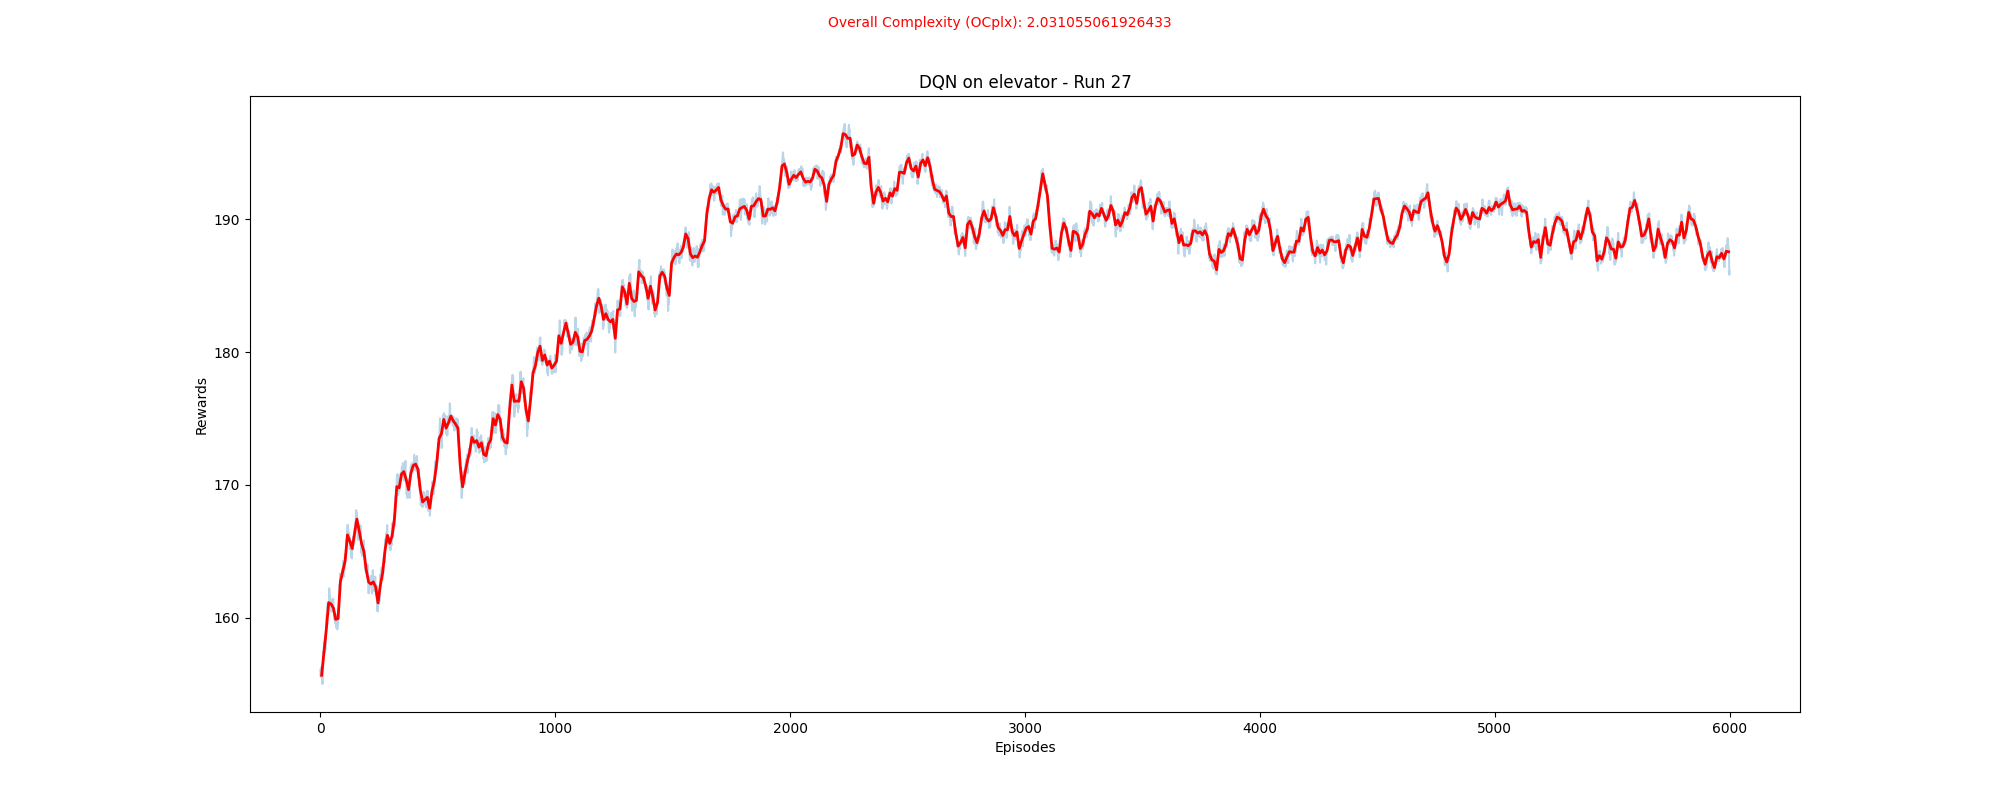 Overall Complexity (OCplx): 2.031055061926433
DQN on elevator - Run 27
Rewards
190
180
170
160
0 1000 2000 3000 4000 5000 6000
Episodes